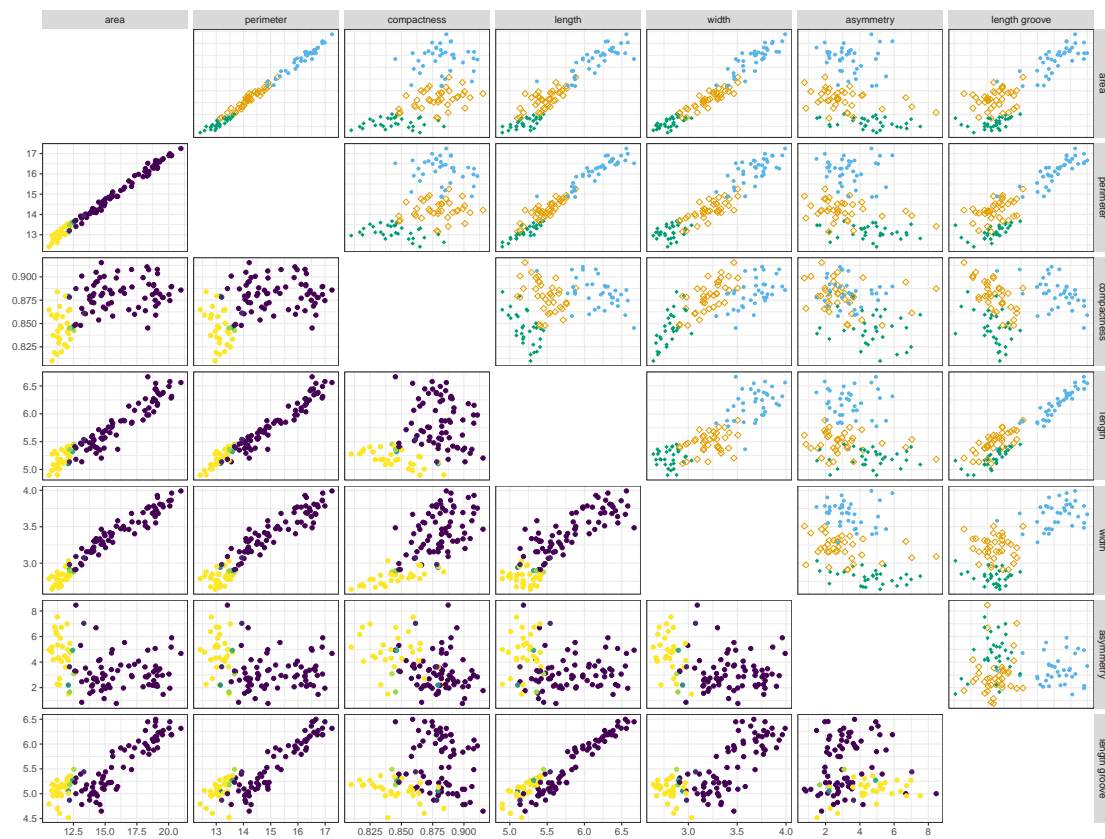 area perimeter compactness length width asymmetry length groove
area
17
16
15
14
13
perimeter
0.900
0.875
0.850
0.825
compactness
6.5
6.0
5.5
5.0
length
4.0
3.5
3.0
width
8
6
4
2
asymmetry
6.5
6.0
5.5
5.0
4.5
length groove
12.5 15.0 17.5 20.0 13 14 15 16 17 0.825 0.850 0.875 0.900 5.0 5.5 6.0 6.5 3.0 3.5 4.0 2 4 6 8